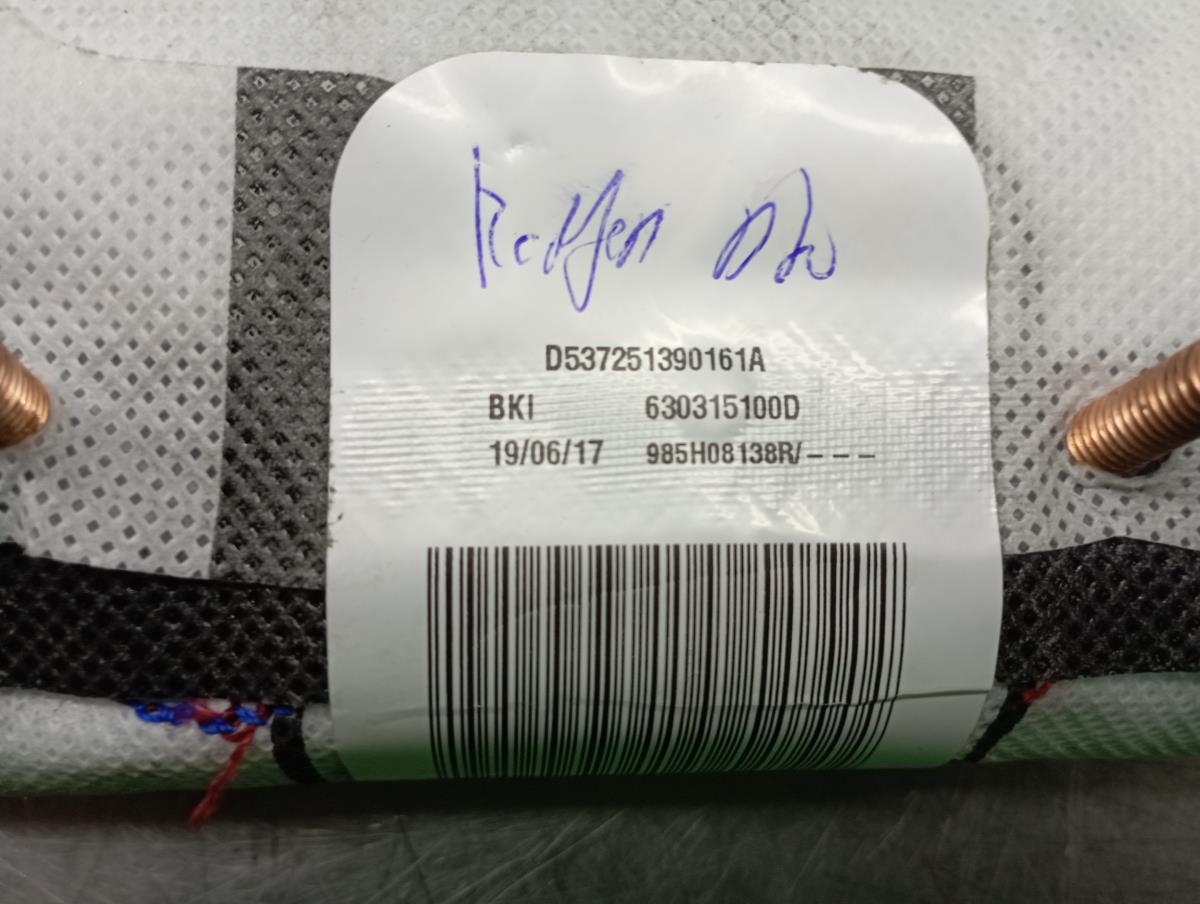 D537251390161A
BKI 630315100D
19/06/17 985H08138R/– – –